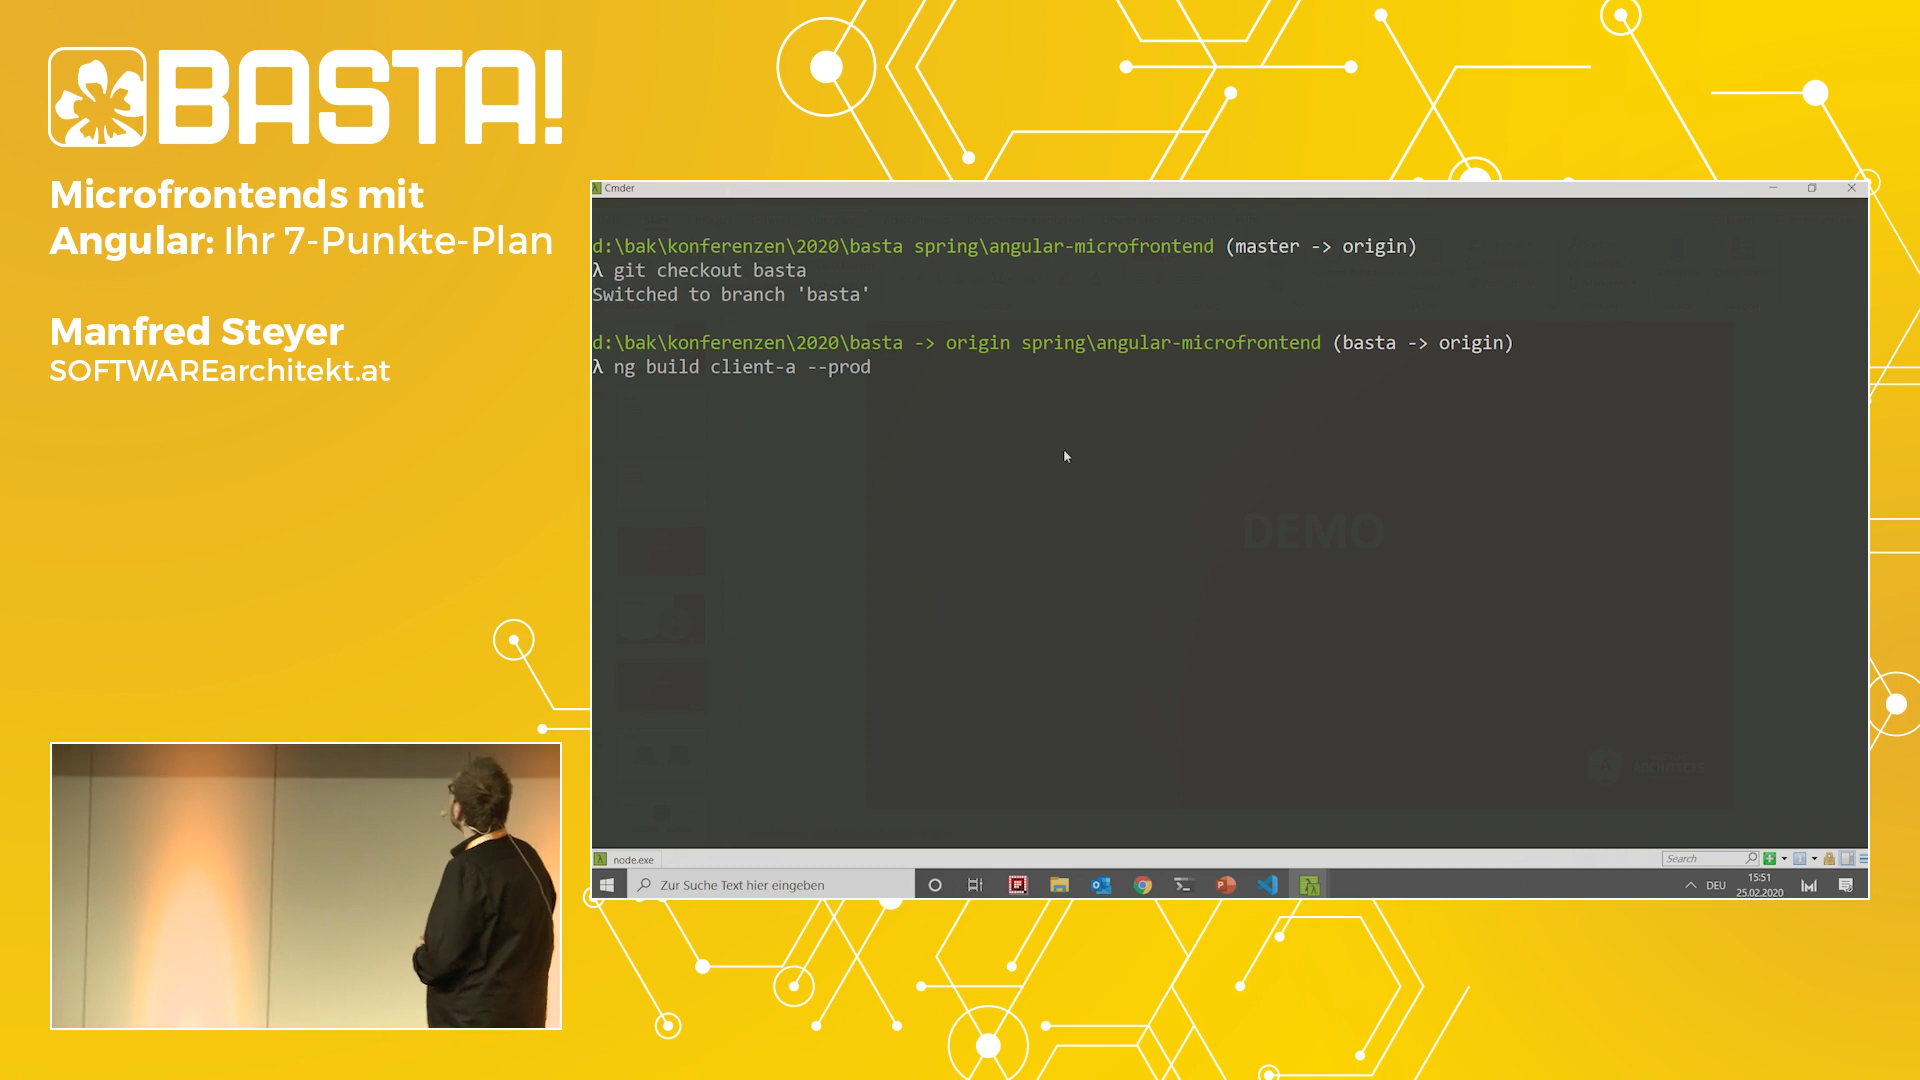 BASTA!
Microfrontends mit
Angular: Ihr 7-Punkte-Plan
Manfred Steyer
SOFTWAREarchitekt.at
Cmder
d:\bak\konferenzen\2020\basta spring\angular-microfrontend (master -> origin)
λ git checkout basta
Switched to branch 'basta'
d:\bak\konferenzen\2020\basta -> origin spring\angular-microfrontend (basta -> origin)
λ ng build client-a --prod
DEMO
node.exe
Search
Zur Suche Text hier eingeben
DEU
15:51
25.02.2020